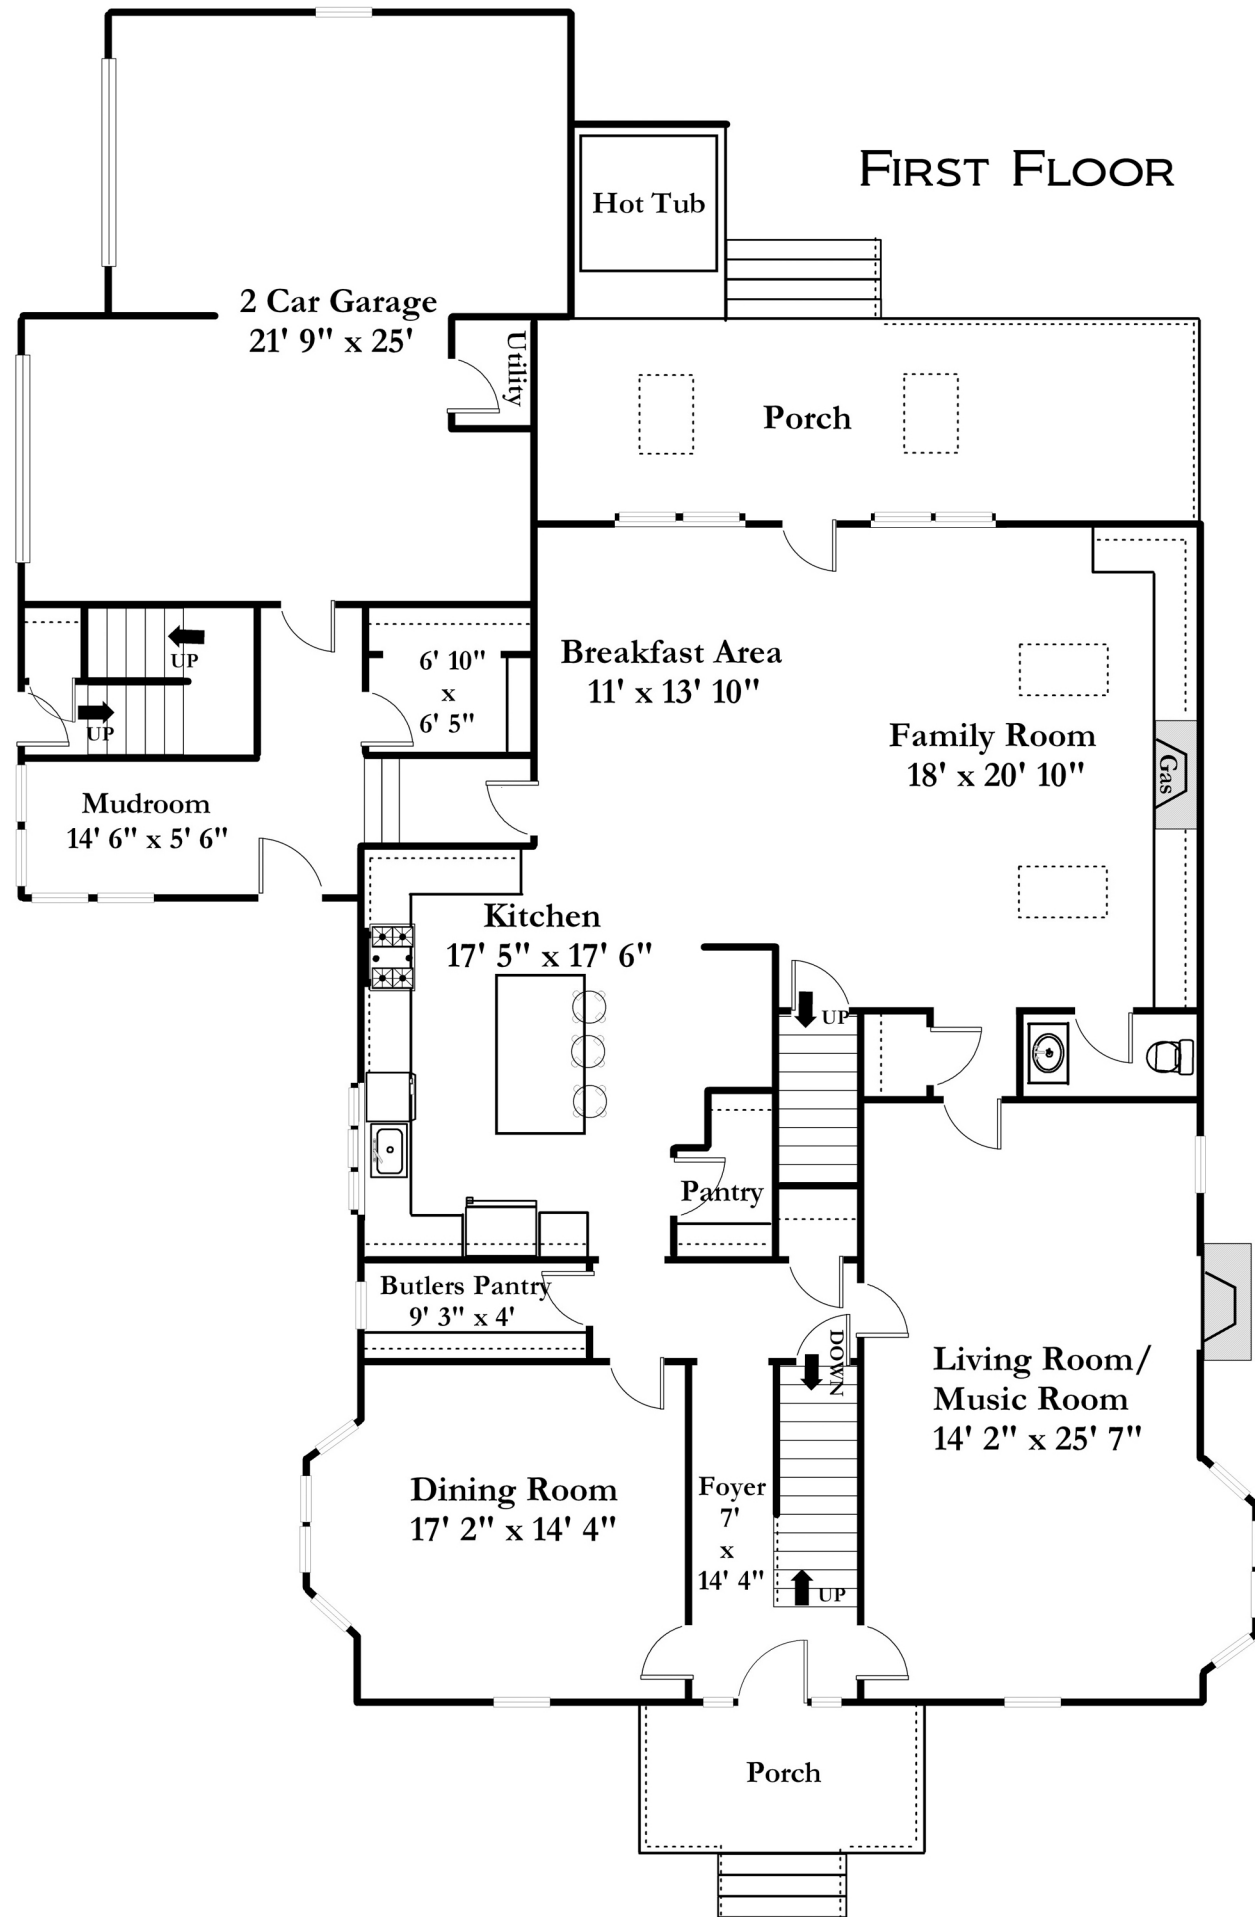 FIRST FLOOR
Hot Tub
2 Car Garage
21' 9" x 25'
Utility
Porch
UP
UP
6' 10"
x
6' 5"
Breakfast Area
11' x 13' 10"
Family Room
18' x 20' 10"
Gas
Mudroom
14' 6" x 5' 6"
Kitchen
17' 5" x 17' 6"
UP
Pantry
Butlers Pantry
9' 3" x 4'
DOWN
Living Room/
Music Room
14' 2" x 25' 7"
Dining Room
17' 2" x 14' 4"
Foyer
7'
x
14' 4"
UP
Porch